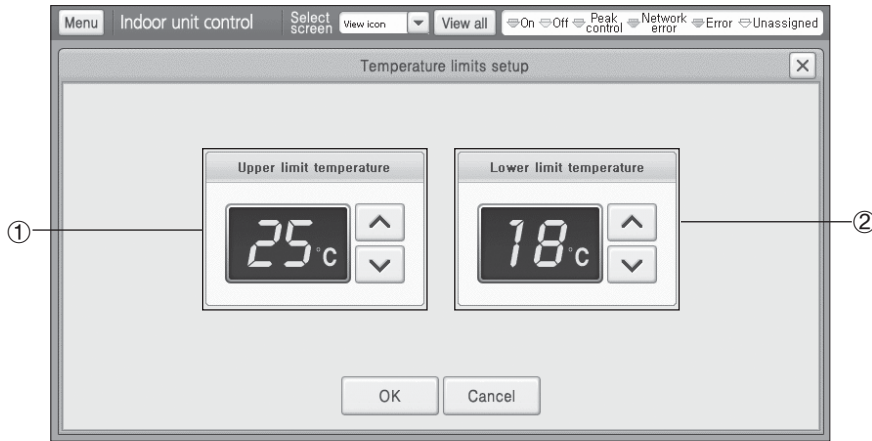 Menu Indoor unit control Select screen View icon View all On Off Peak control Network error Error Unassigned
Temperature limits setup
Upper limit temperature Lower limit temperature
① 25°C 18°C ②
OK Cancel